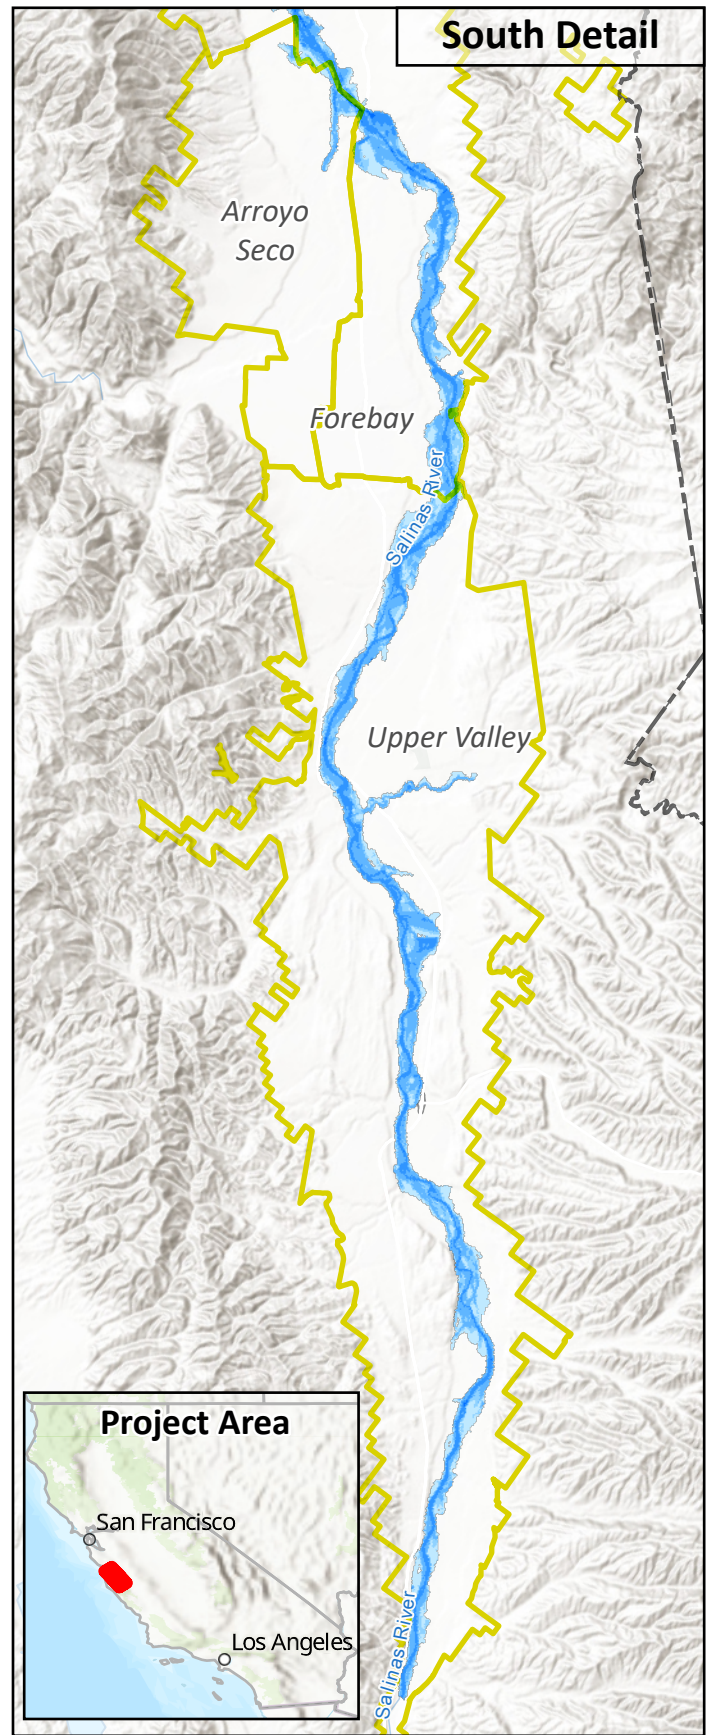 South Detail
Arroyo
Seco
Forebay
Salinas River
Upper Valley
Project Area
San Francisco
Los Angeles
Salinas River